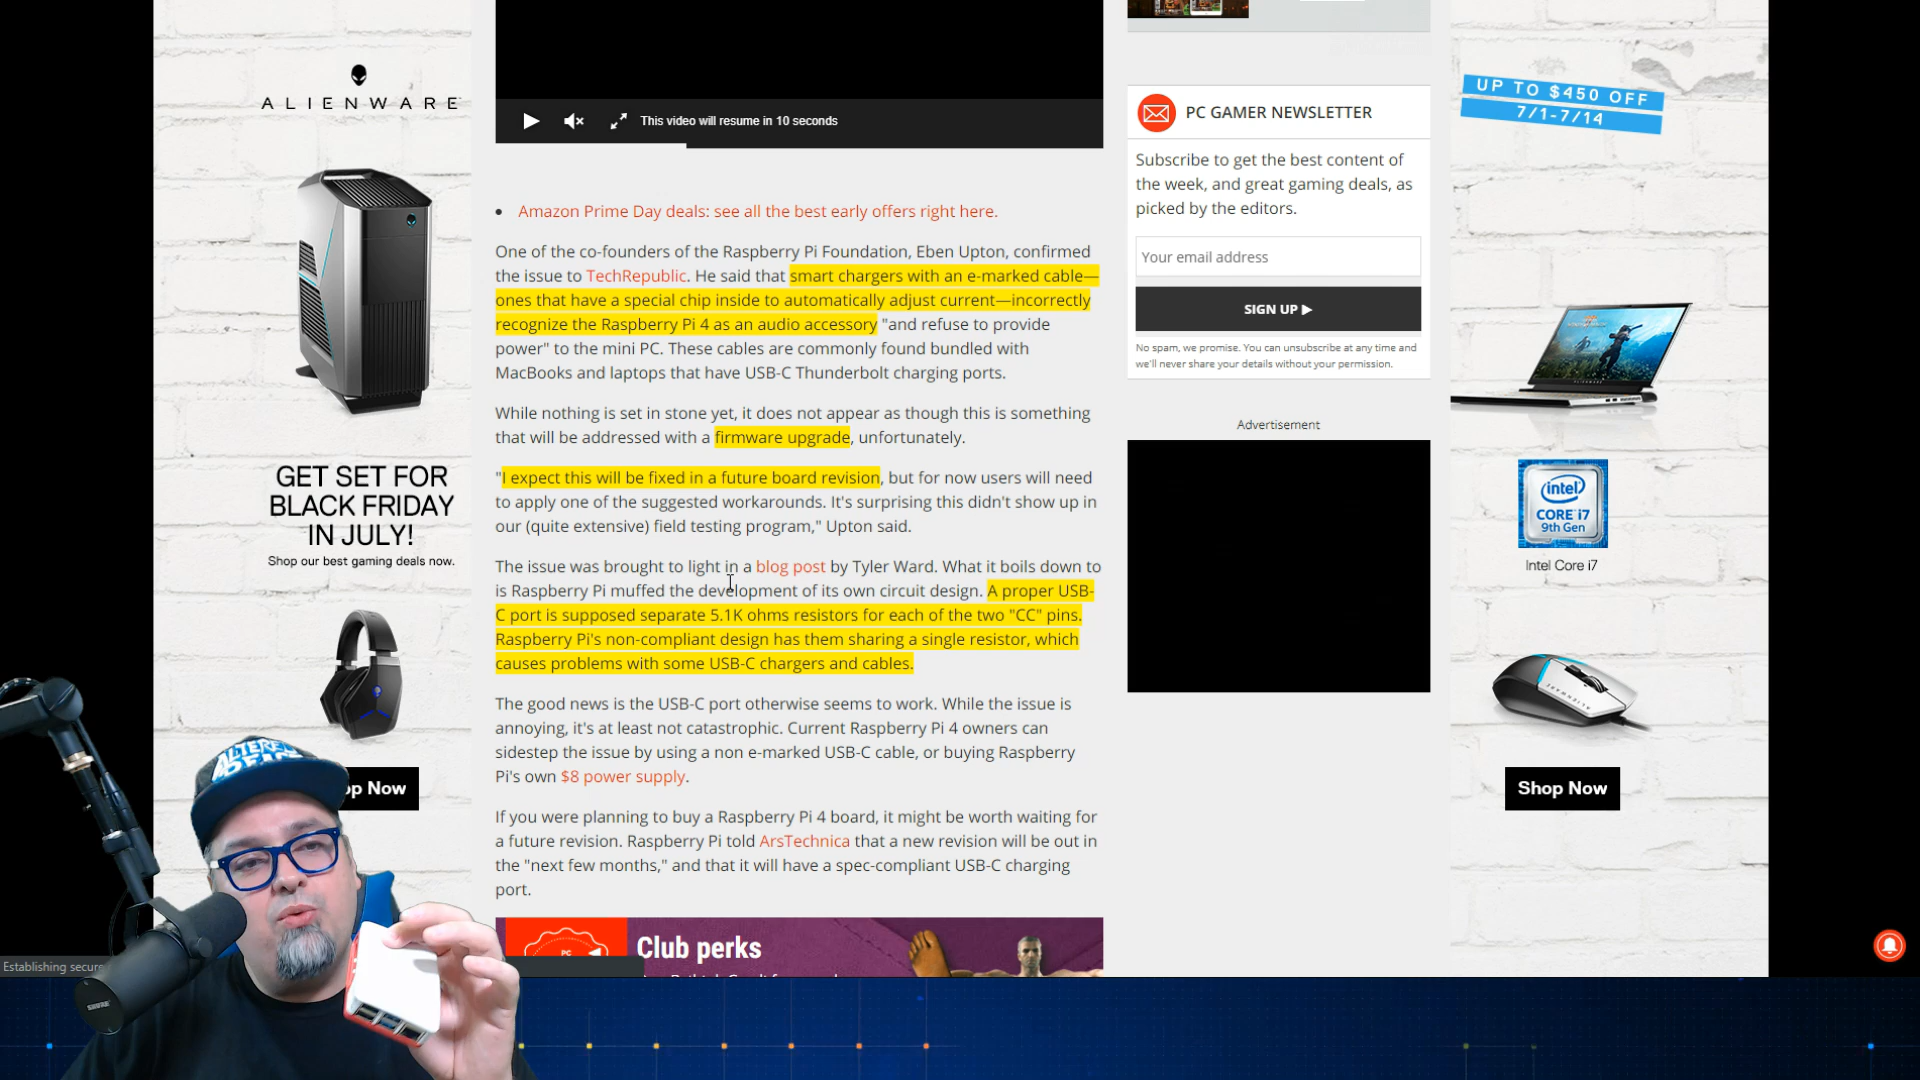 ALIENWARE
GET SET FOR
BLACK FRIDAY
IN JULY!
Shop our best gaming deals now.
op Now
This video will resume in 10 seconds
Amazon Prime Day deals: see all the best early offers right here.
One of the co-founders of the Raspberry Pi Foundation, Eben Upton, confirmed
the issue to TechRepublic. He said that smart chargers with an e-marked cable—
ones that have a special chip inside to automatically adjust current—incorrectly
recognize the Raspberry Pi 4 as an audio accessory "and refuse to provide
power" to the mini PC. These cables are commonly found bundled with
MacBooks and laptops that have USB-C Thunderbolt charging ports.
While nothing is set in stone yet, it does not appear as though this is something
that will be addressed with a firmware upgrade, unfortunately.
"I expect this will be fixed in a future board revision, but for now users will need
to apply one of the suggested workarounds. It's surprising this didn't show up in
our (quite extensive) field testing program," Upton said.
The issue was brought to light in a blog post by Tyler Ward. What it boils down to
is Raspberry Pi muffed the development of its own circuit design. A proper USB-
C port is supposed separate 5.1K ohms resistors for each of the two "CC" pins.
Raspberry Pi's non-compliant design has them sharing a single resistor, which
causes problems with some USB-C chargers and cables.
The good news is the USB-C port otherwise seems to work. While the issue is
annoying, it's at least not catastrophic. Current Raspberry Pi 4 owners can
sidestep the issue by using a non e-marked USB-C cable, or buying Raspberry
Pi's own $8 power supply.
If you were planning to buy a Raspberry Pi 4 board, it might be worth waiting for
a future revision. Raspberry Pi told ArsTechnica that a new revision will be out in
the "next few months," and that it will have a spec-compliant USB-C charging
port.
PC
Club perks
PC GAMER NEWSLETTER
Subscribe to get the best content of
the week, and great gaming deals, as
picked by the editors.
Your email address
SIGN UP
No spam, we promise. You can unsubscribe at any time and
we'll never share your details without your permission.
Advertisement
UP TO $450 OFF
7/1-7/14
intel
CORE i7
9th Gen
Intel Core i7
Shop Now
Establishing secure
SHURE
ALTERED